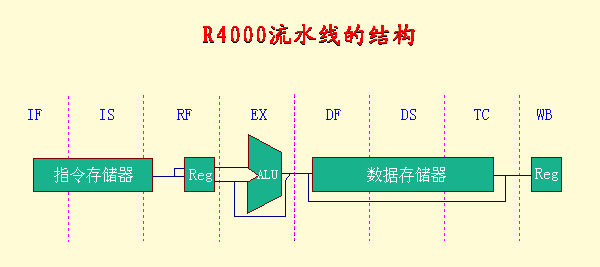 R4000流水线的结构
IF IS RF EX DF DS TC WB
指令存储器 Reg ALU 数据存储器 Reg